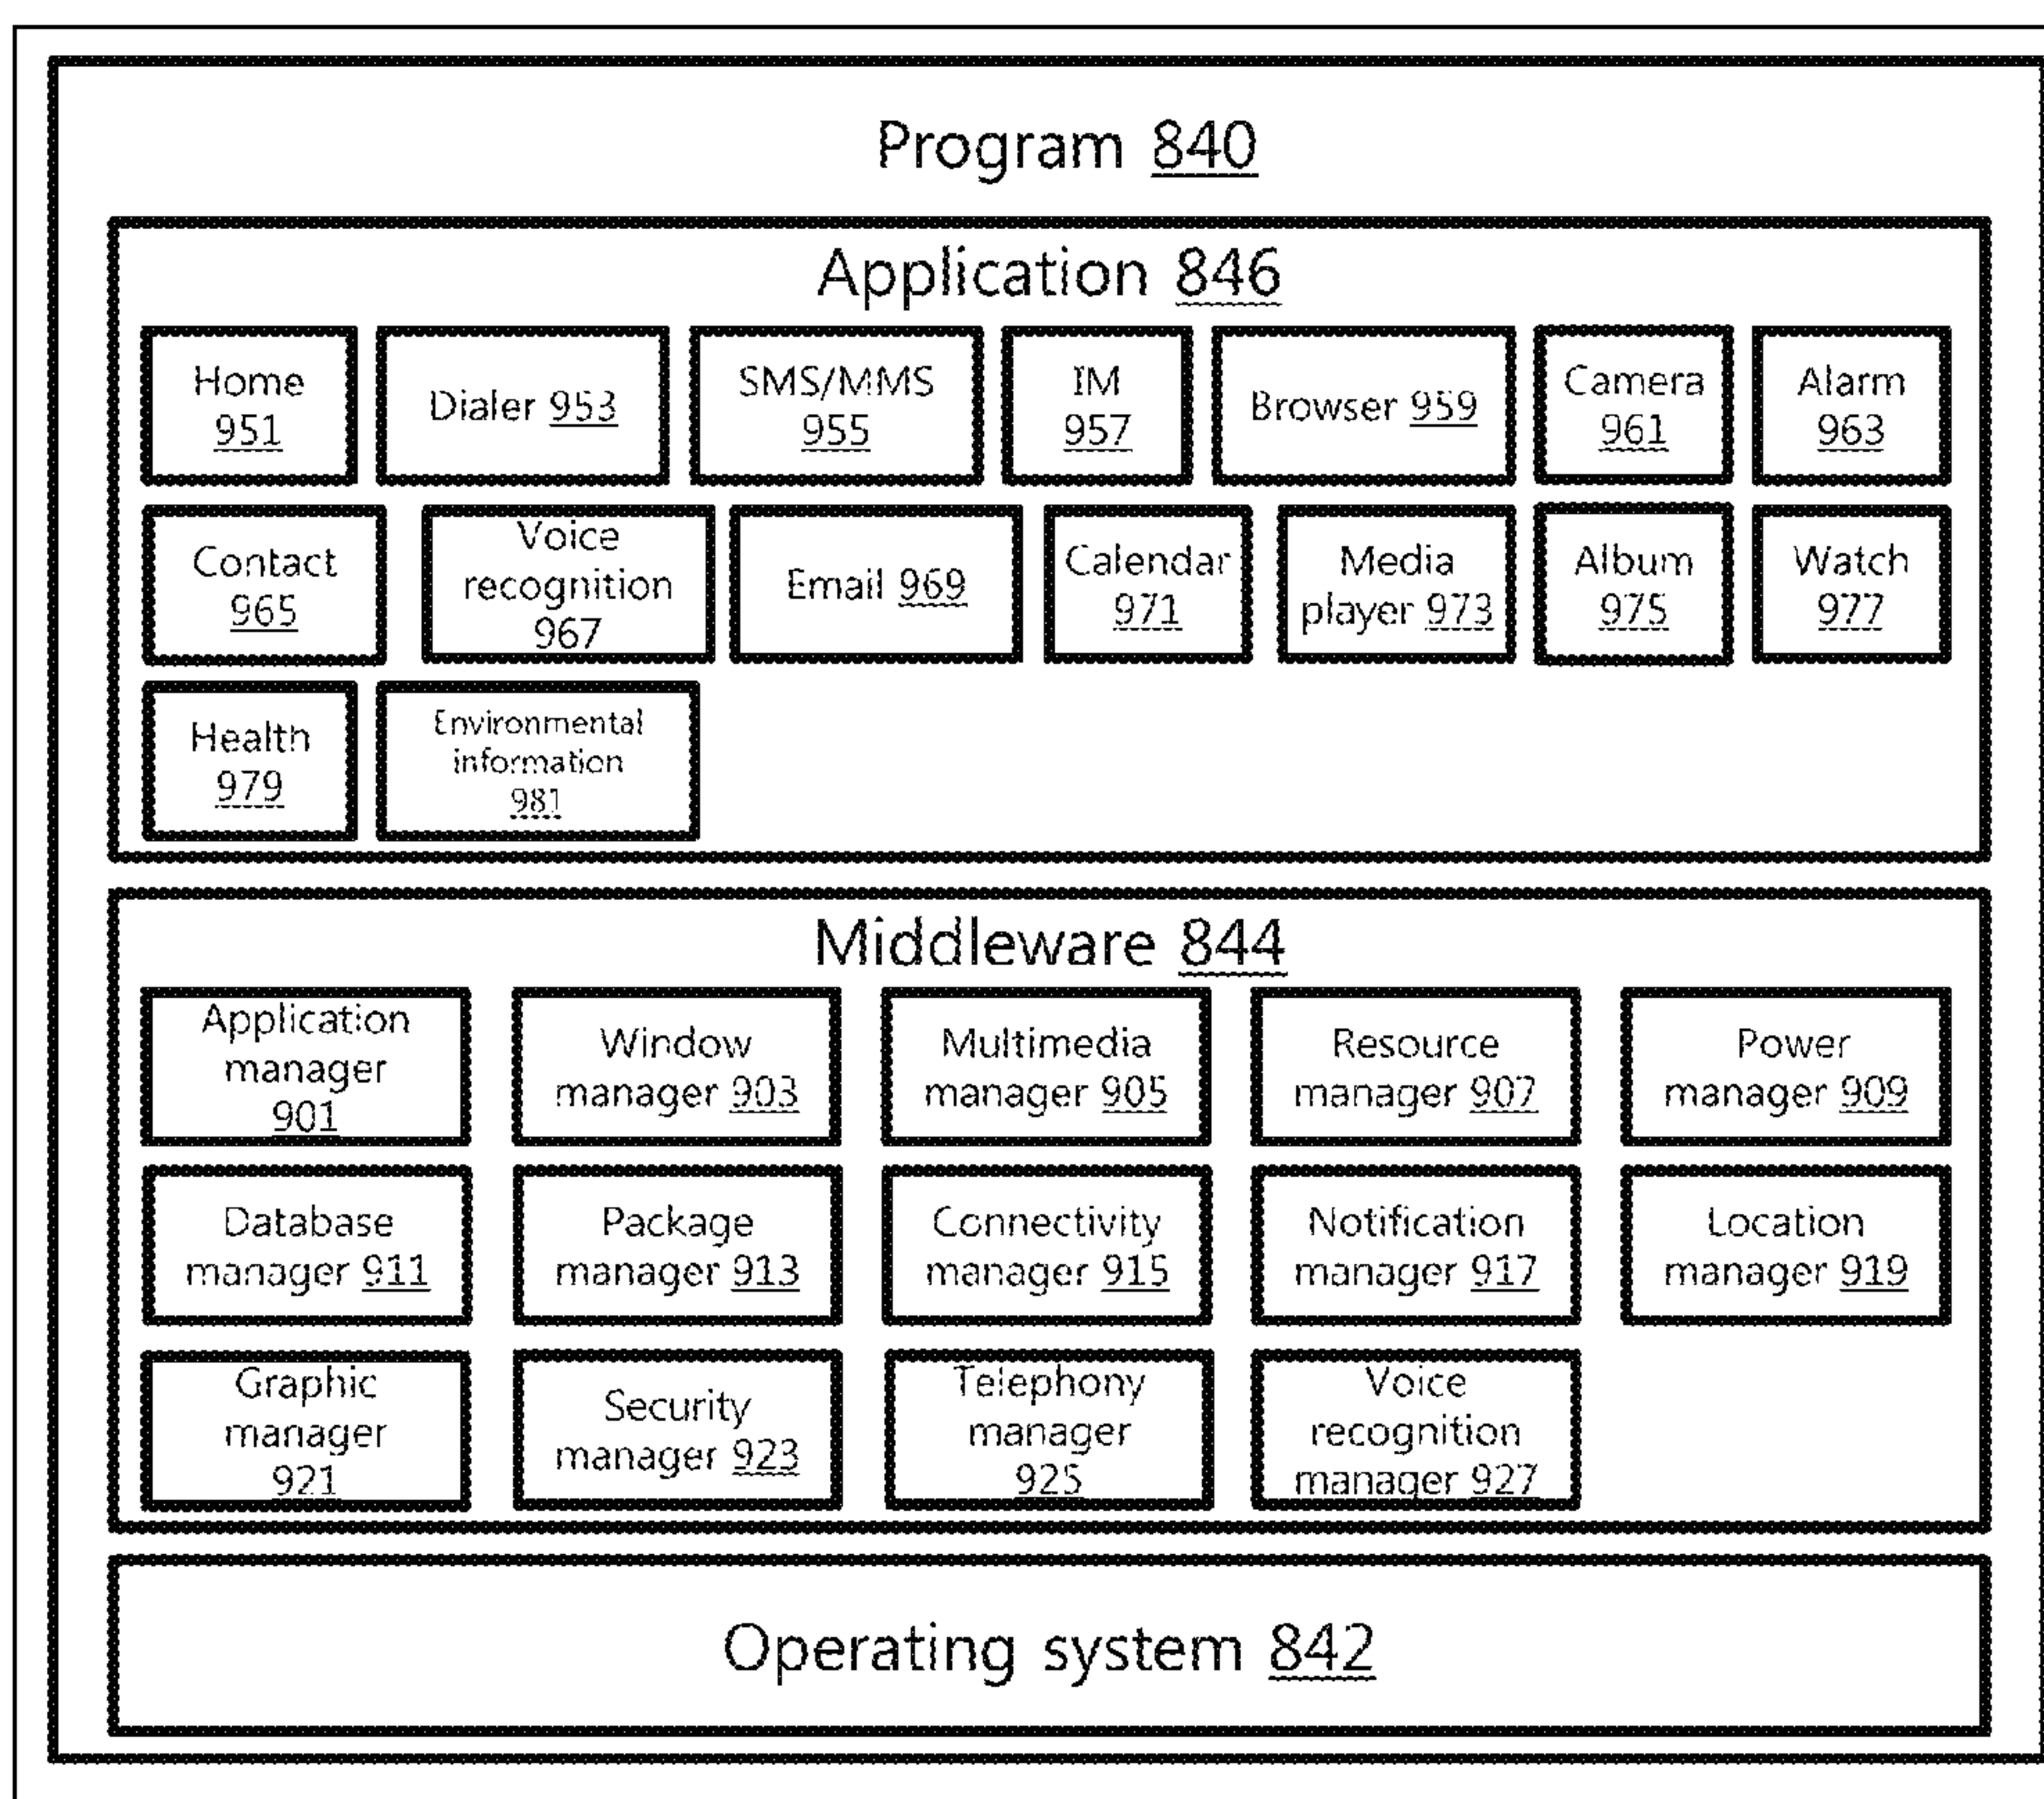 Program 840
Application 846
Home
951
Dialer 953
SMS/MMS
955
IM
957
Browser 959
Camera
961
Alarm
963
Contact
965
Voice
recognition
967
Email 969
Calendar
971
Media
player 973
Album
975
Watch
977
Health
979
Environmental
information
981
Middleware 844
Application
manager
901
Window
manager 903
Multimedia
manager 905
Resource
manager 907
Power
manager 909
Database
manager 911
Package
manager 913
Connectivity
manager 915
Notification
manager 917
Location
manager 919
Graphic
manager
921
Security
manager 923
Telephony
manager
925
Voice
recognition
manager 927
Operating system 842